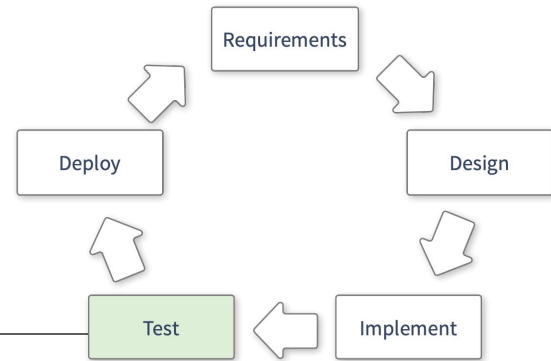 Requirements
Design
Implement
Test
Deploy